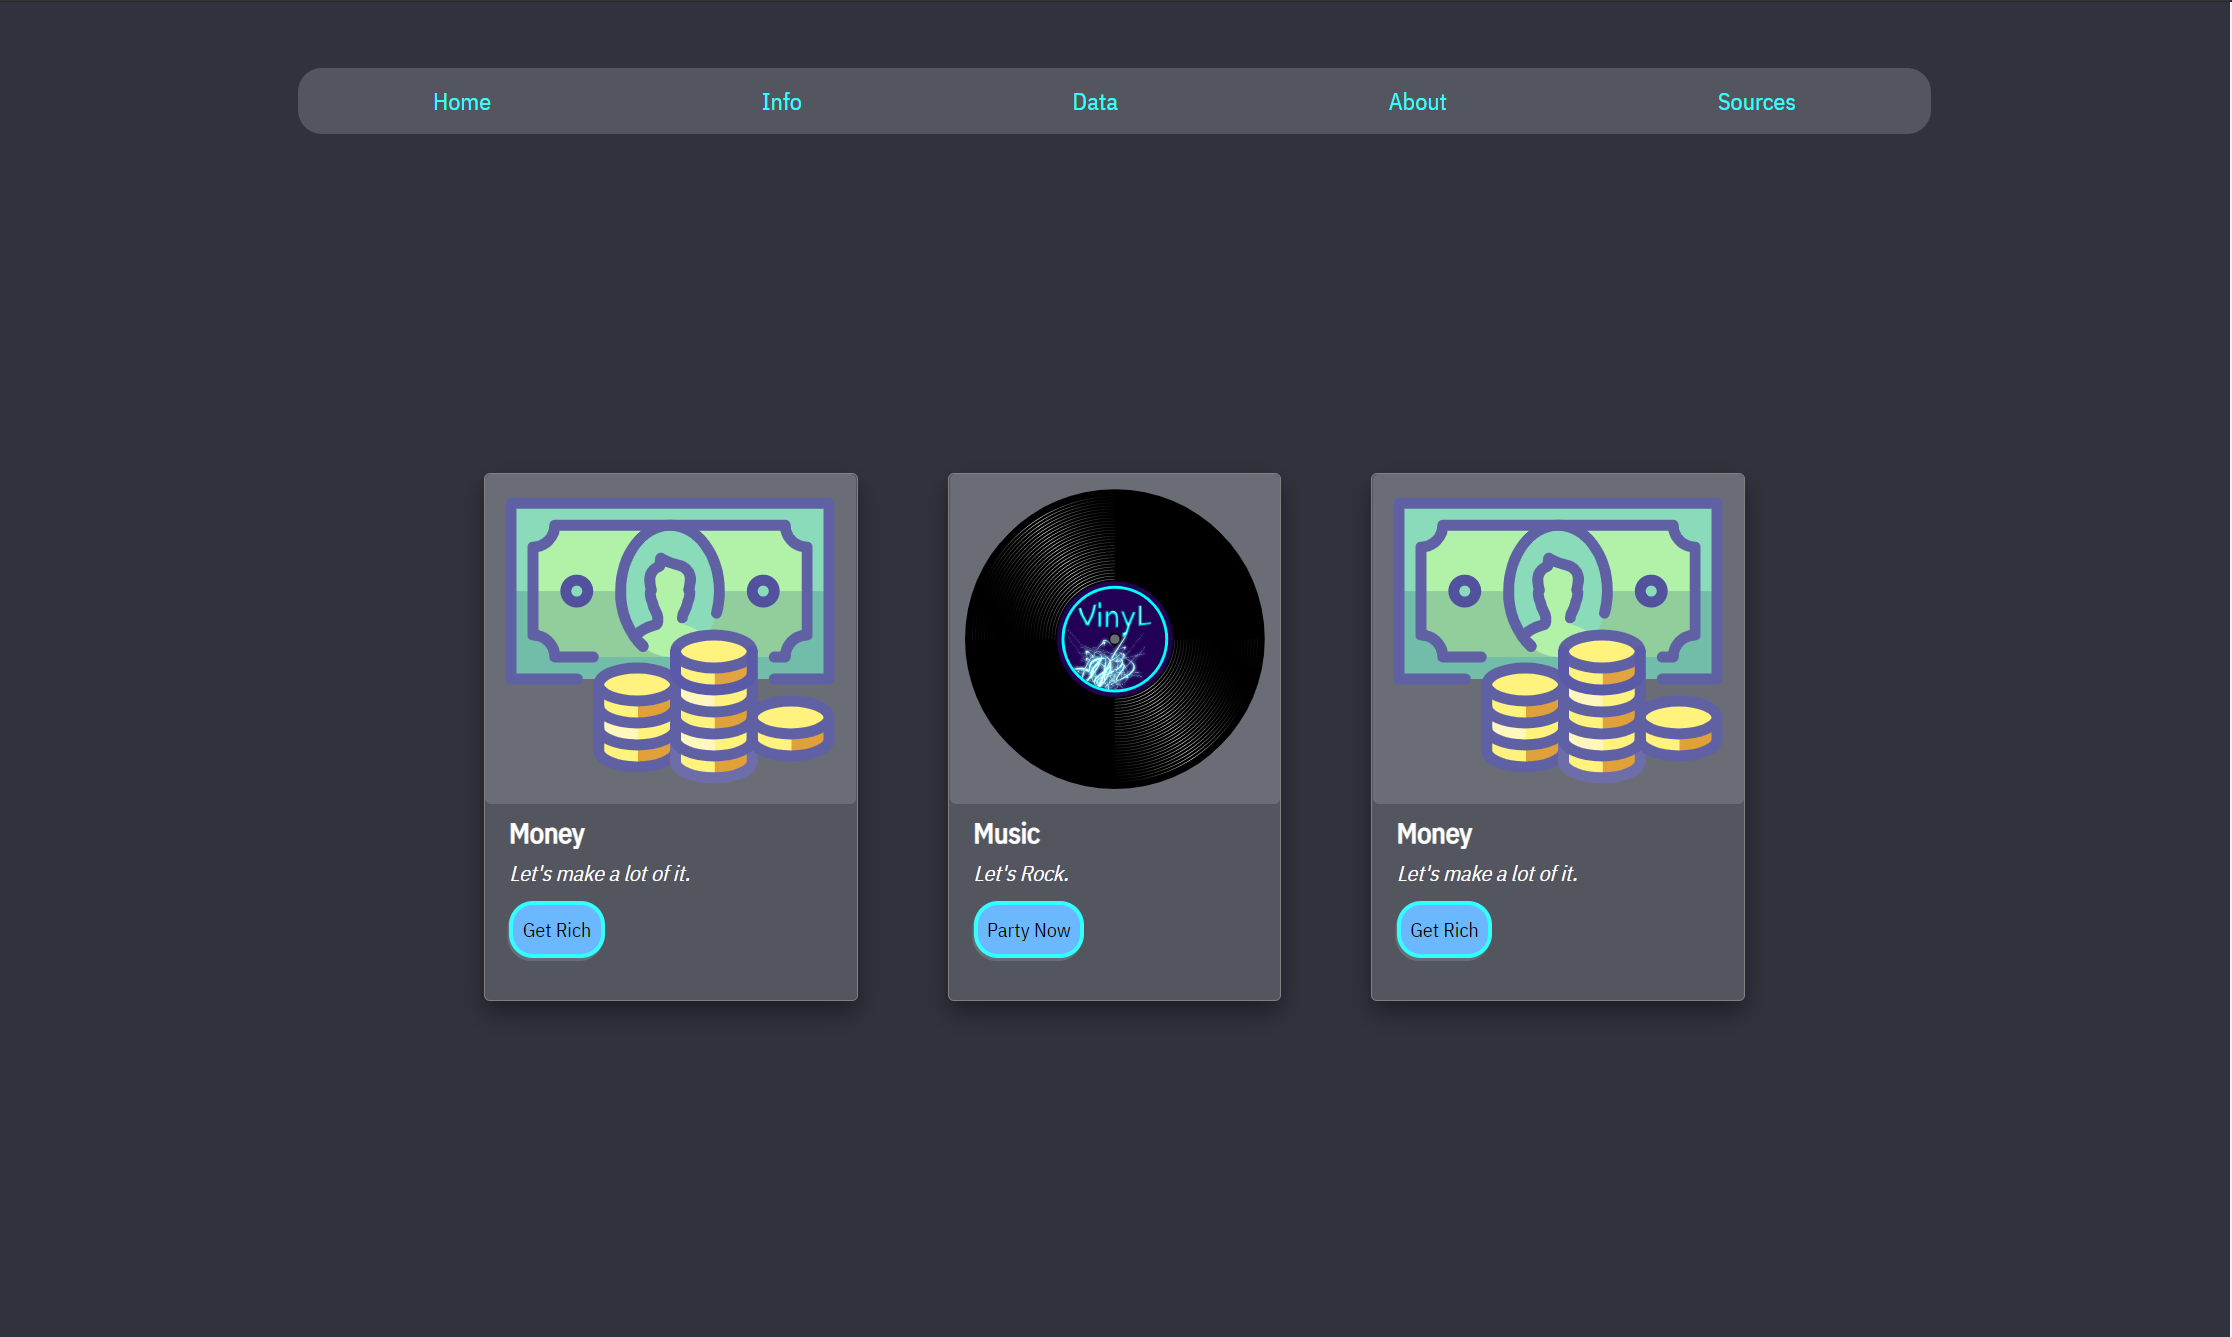 Home Info Data About Sources
VinyL
Money
Let's make a lot of it.
Get Rich
Music
Let's Rock.
Party Now
Money
Let's make a lot of it.
Get Rich